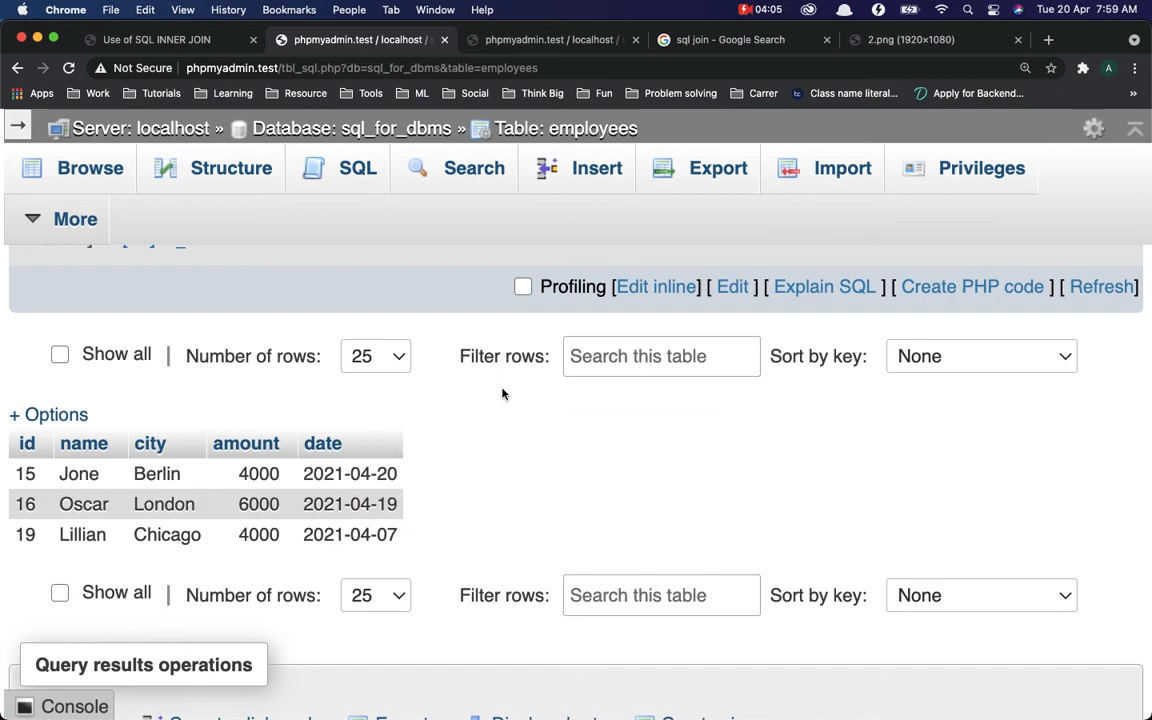 Chrome File Edit View History Bookmarks People Tab Window Help 04:05 Tue 20 Apr 7:59 AM
Use of SQL INNER JOIN phpmyadmin.test / localhost / phpmyadmin.test / localhost / sql join - Google Search 2.png (1920×1080)
Not Secure phpmyadmin.test/tbl_sql.php?db=sql_for_dbms&table=employees
Apps Work Tutorials Learning Resource Tools ML Social Think Big Fun Problem solving Carrer Class name literal... Apply for Backend... »
Server: localhost » Database: sql_for_dbms » Table: employees
Browse Structure SQL Search Insert Export Import Privileges
More
Profiling [Edit inline] [ Edit ] [ Explain SQL ] [ Create PHP code ] [ Refresh]
Show all | Number of rows: 25 Filter rows: Search this table Sort by key: None
+ Options
id name city amount date
15 Jone Berlin 4000 2021-04-20
16 Oscar London 6000 2021-04-19
19 Lillian Chicago 4000 2021-04-07
Show all | Number of rows: 25 Filter rows: Search this table Sort by key: None
Query results operations
Console